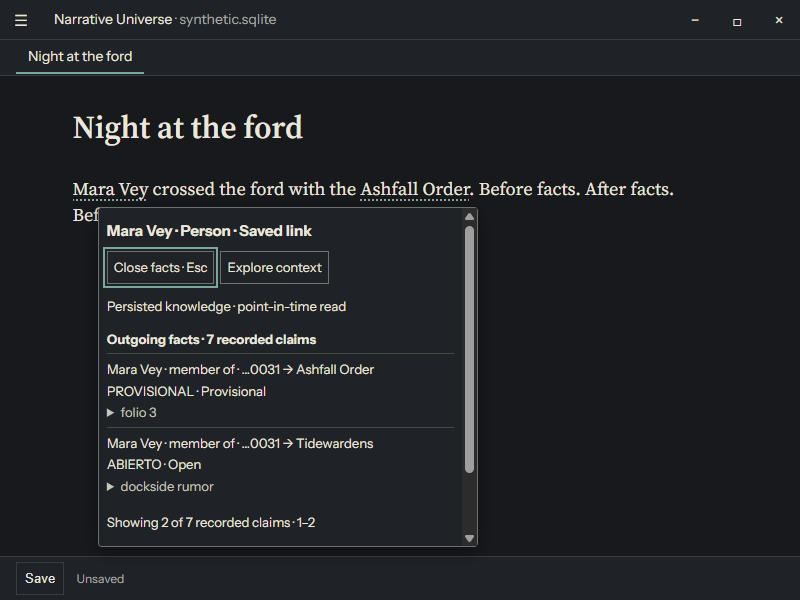 Narrative Universe · synthetic.sqlite
Night at the ford
Night at the ford
Mara Vey crossed the ford with the Ashfall Order. Before facts. After facts.
Bef
Mara Vey · Person · Saved link
Close facts · Esc
Explore context
Persisted knowledge · point-in-time read
Outgoing facts · 7 recorded claims
Mara Vey · member of · …0031 → Ashfall Order
PROVISIONAL · Provisional
folio 3
Mara Vey · member of · …0031 → Tidewardens
ABIERTO · Open
dockside rumor
Showing 2 of 7 recorded claims · 1–2
Save
Unsaved